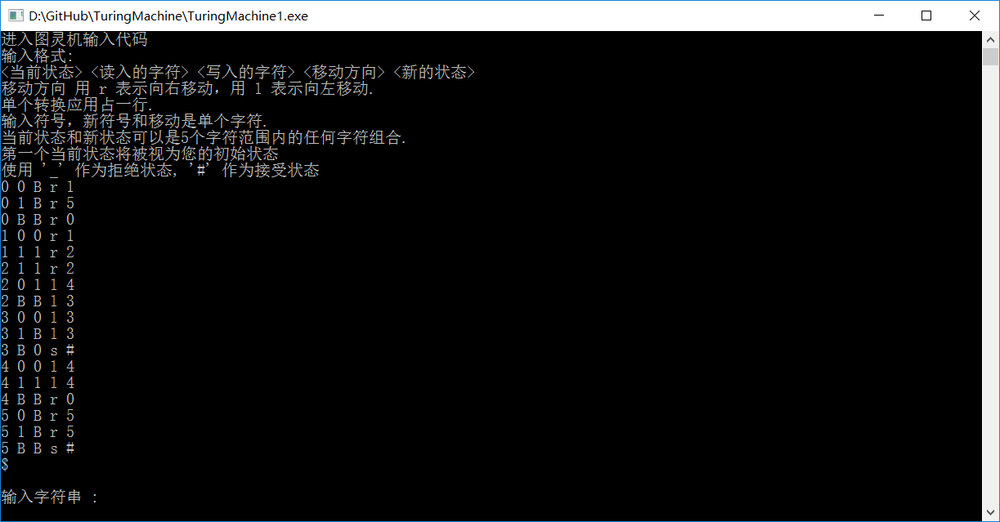 D:\GitHub\TuringMachine\TuringMachine1.exe
进入图灵机输入代码
输入格式:
<当前状态> <读入的字符> <写入的字符> <移动方向> <新的状态>
移动方向 用 r 表示向右移动，用 l 表示向左移动.
单个转换应用占一行.
输入符号，新符号和移动是单个字符.
当前状态和新状态可以是5个字符范围内的任何字符组合.
第一个当前状态将被视为您的初始状态
使用 '_' 作为拒绝状态, '#' 作为接受状态
0 0 B r 1
0 1 B r 5
0 B B r 0
1 0 0 r 1
1 1 1 r 2
2 1 1 r 2
2 0 1 l 4
2 B B l 3
3 0 0 l 3
3 1 B l 3
3 B 0 s #
4 0 0 l 4
4 1 1 l 4
4 B B r 0
5 0 B r 5
5 1 B r 5
5 B B s #
$
输入字符串 :